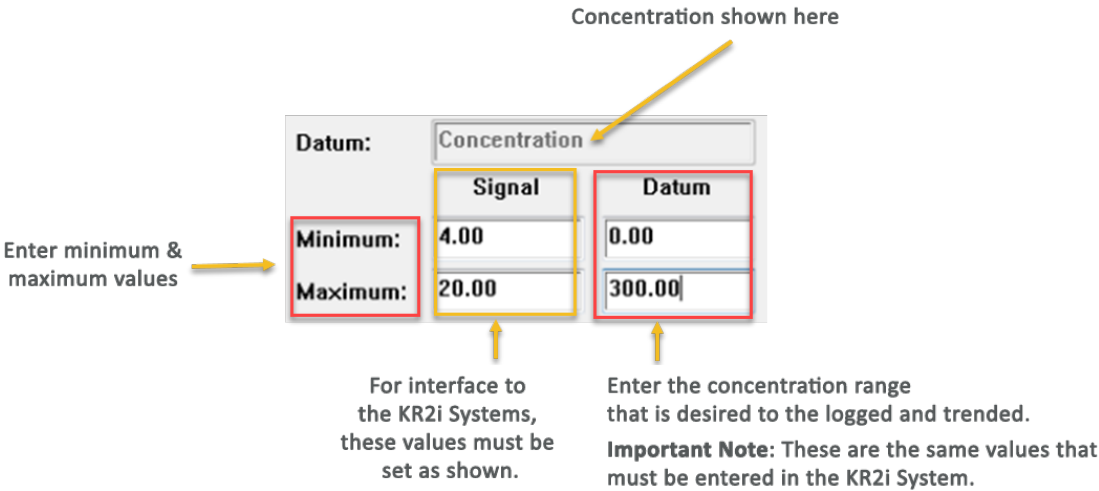 Concentration shown here
Datum:
Concentration
Signal
Datum
Minimum:
4.00
0.00
Maximum:
20.00
300.00
Enter minimum &
maximum values
For interface to
the KR2i Systems,
these values must be
set as shown.
Enter the concentration range
that is desired to the logged and trended.
Important Note: These are the same values that
must be entered in the KR2i System.